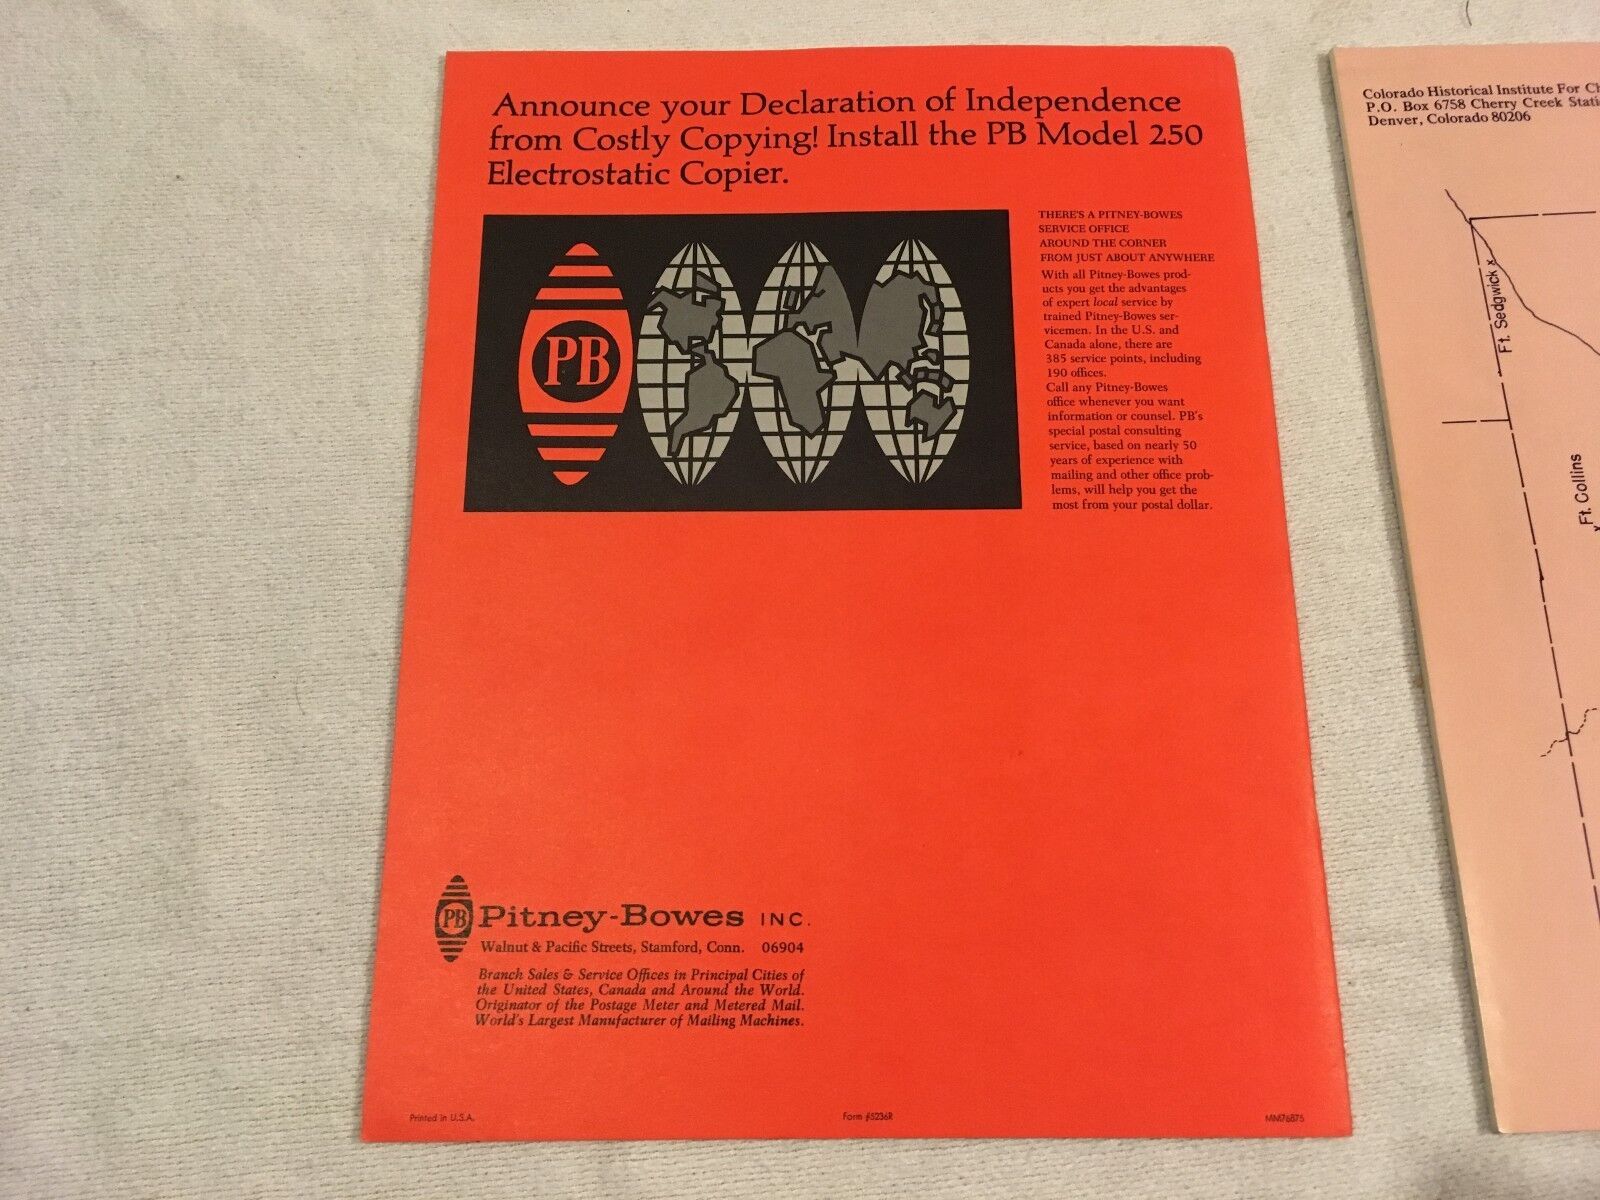 Announce your Declaration of Independence
from Costly Copying! Install the PB Model 250
Electrostatic Copier.
PB
THERE'S A PITNEY-BOWES
SERVICE OFFICE
AROUND THE CORNER
FROM JUST ABOUT ANYWHERE
With all Pitney-Bowes prod-
ucts you get the advantages
of expert local service by
trained Pitney-Bowes ser-
vicemen. In the U.S. and
Canada alone, there are
385 service points, including
190 offices.
Call any Pitney-Bowes
office whenever you want
information or counsel. PB's
special postal consulting
service, based on nearly 50
years of experience with
mailing and other office prob-
lems, will help you get the
most from your postal dollar.
PB Pitney-Bowes INC.
Walnut & Pacific Streets, Stamford, Conn. 06904
Branch Sales & Service Offices in Principal Cities of
the United States, Canada and Around the World.
Originator of the Postage Meter and Metered Mail.
World's Largest Manufacturer of Mailing Machines.
Printed in U.S.A.
Form #5236R
Colorado Historical Institute For
P.O. Box 6758 Cherry Creek
Denver, Colorado 80206
Ft. Sedgwick x
Ft. Collins